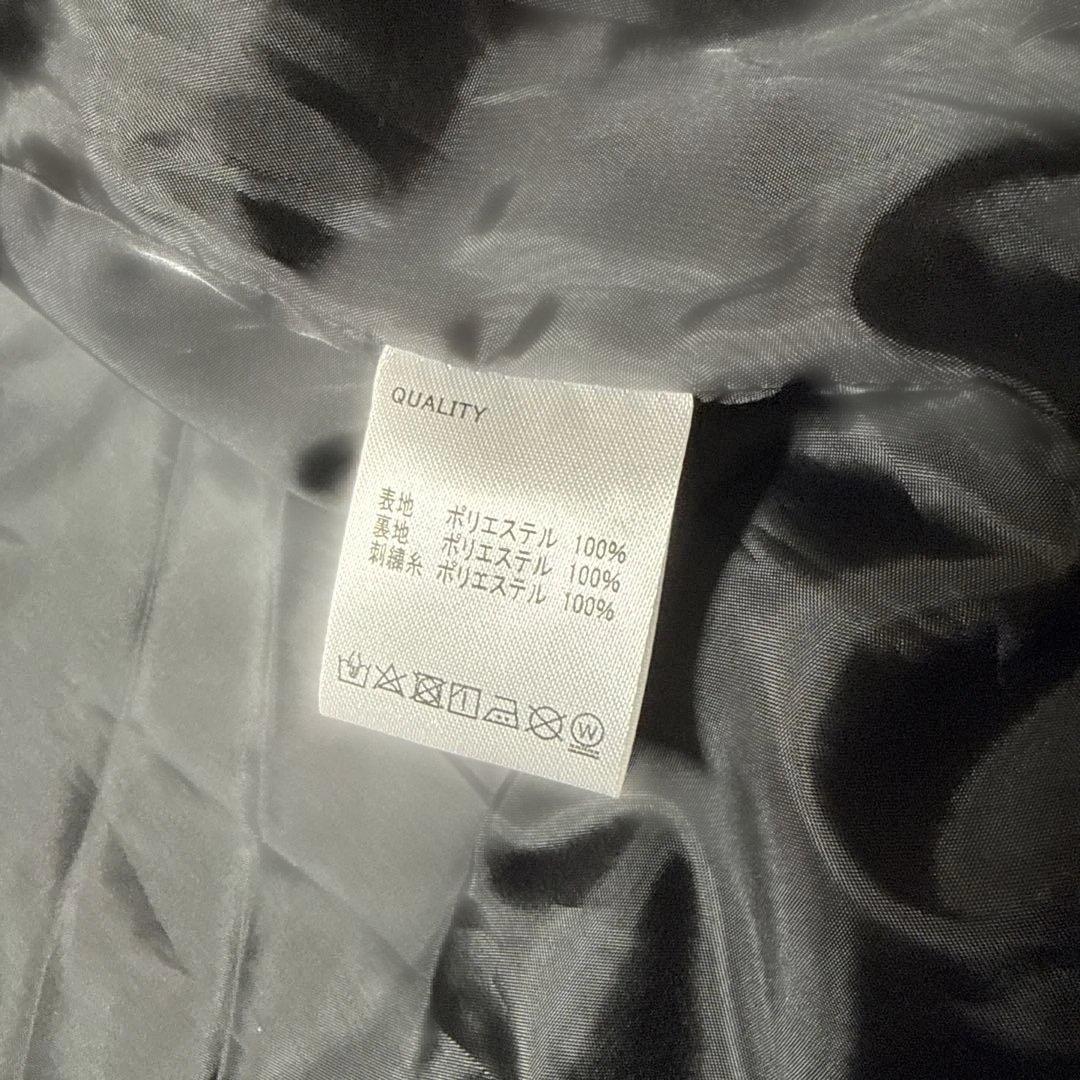 QUALITY
表地 ポリエステル 100%
裏地 ポリエステル 100%
刺繍糸 ポリエステル 100%
W